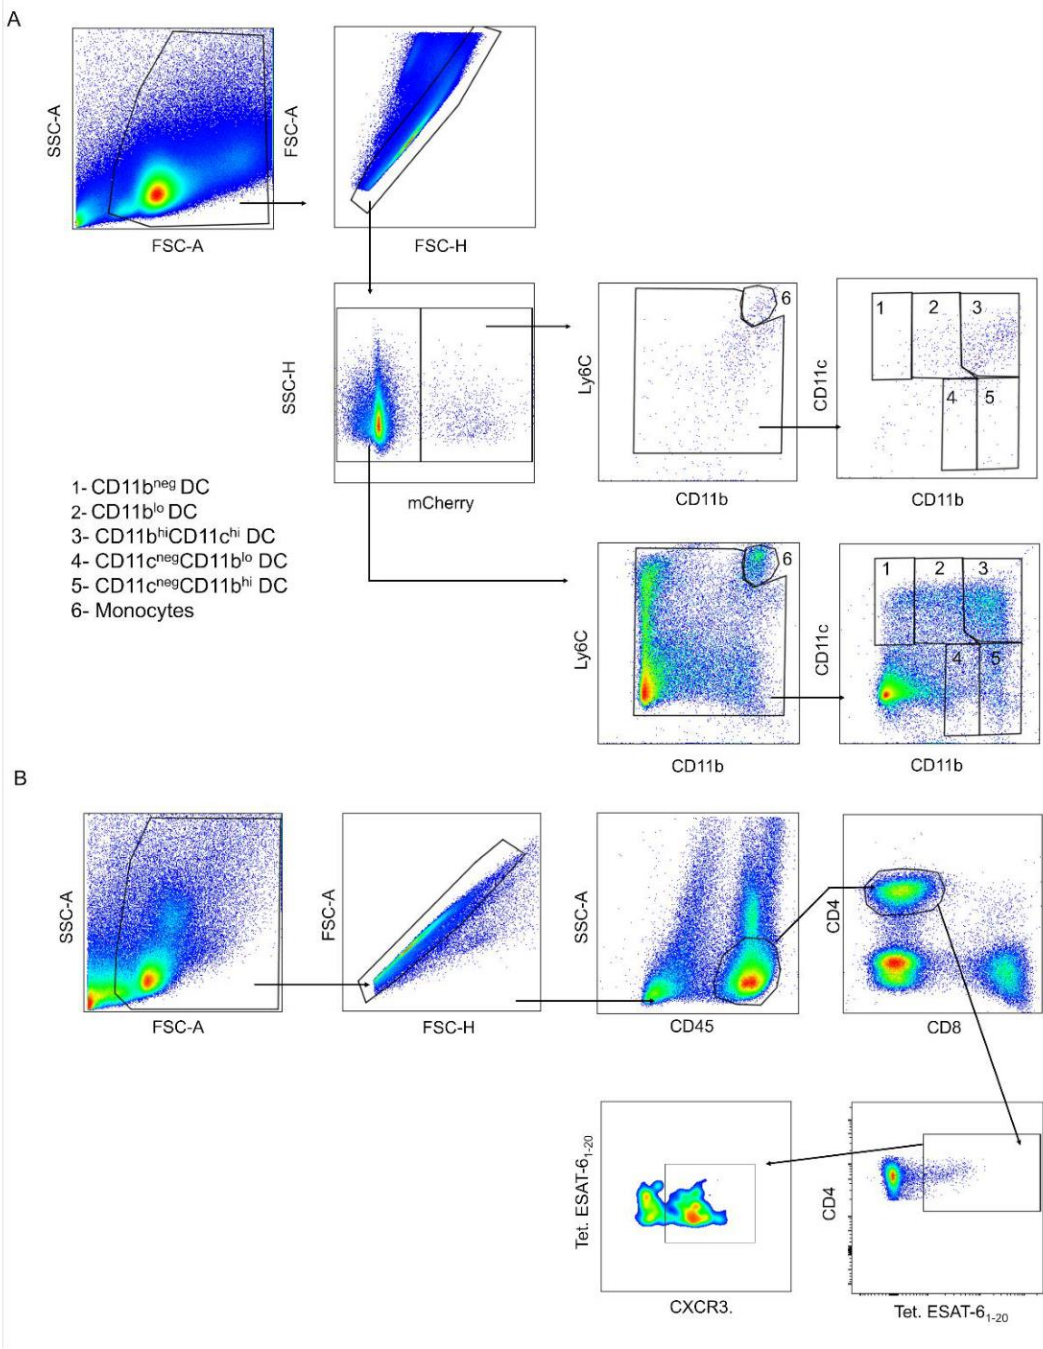 A
SSC-A
FSC-A
FSC-A
FSC-H
SSC-H
mCherry
Ly6C
6
CD11b
CD11c
1 2 3
4 5
CD11b
1- CD11bneg DC
2- CD11blo DC
3- CD11bhiCD11chi DC
4- CD11cnegCD11blo DC
5- CD11cnegCD11bhi DC
6- Monocytes
Ly6C
6
CD11b
CD11c
1 2 3
4 5
CD11b
B
SSC-A
FSC-A
FSC-A
FSC-H
SSC-A
CD45
CD4
CD8
Tet. ESAT-61-20
CXCR3.
CD4
Tet. ESAT-61-20